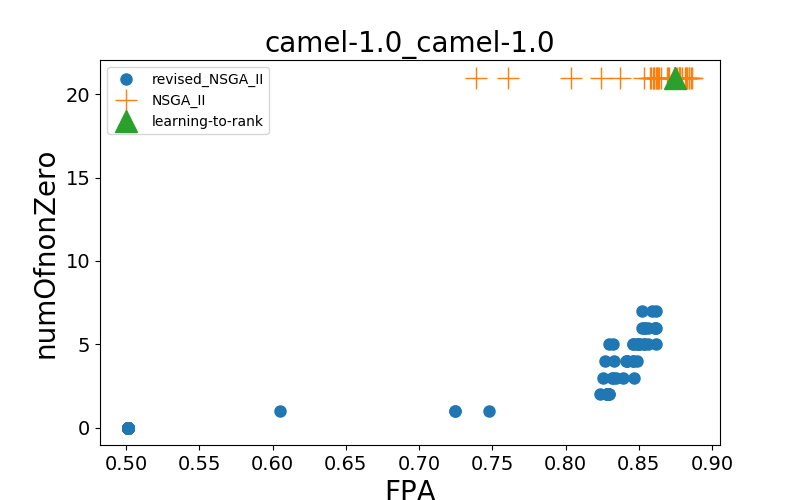 camel-1.0_camel-1.0
revised_NSGA_II
NSGA_II
learning-to-rank
numOfnonZero
20
15
10
5
0
0.50 0.55 0.60 0.65 0.70 0.75 0.80 0.85 0.90
FPA